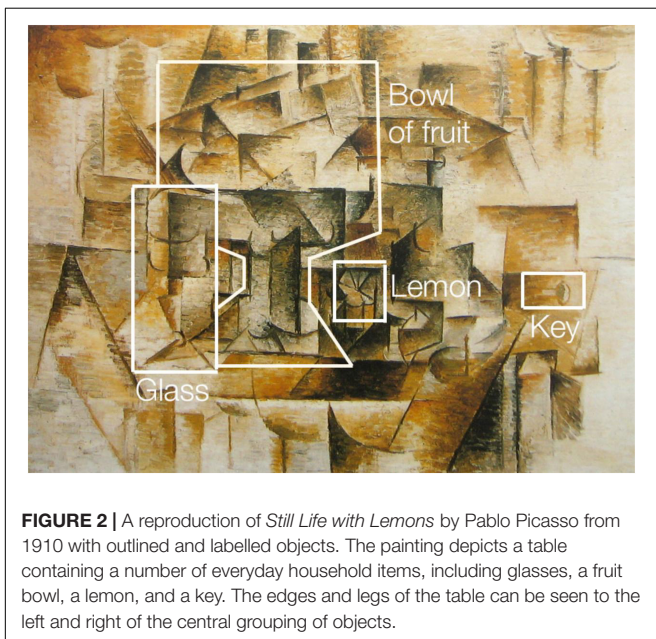 Bowl
of fruit
Lemon
Key
Glass
FIGURE 2 | A reproduction of Still Life with Lemons by Pablo Picasso from
1910 with outlined and labelled objects. The painting depicts a table
containing a number of everyday household items, including glasses, a fruit
bowl, a lemon, and a key. The edges and legs of the table can be seen to the
left and right of the central grouping of objects.